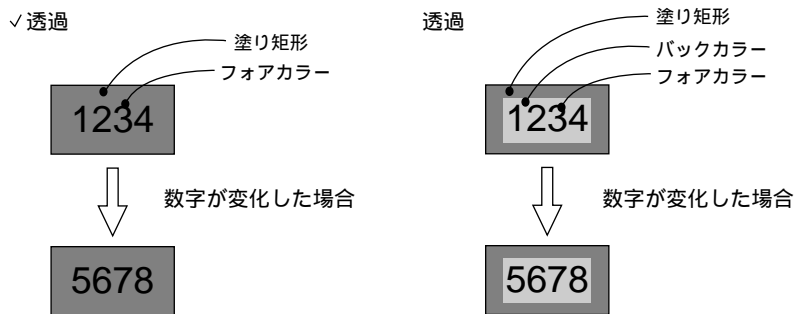 ✓透過
塗り矩形
フォアカラー
1234
数字が変化した場合
5678
透過
塗り矩形
バックカラー
フォアカラー
1234
数字が変化した場合
5678